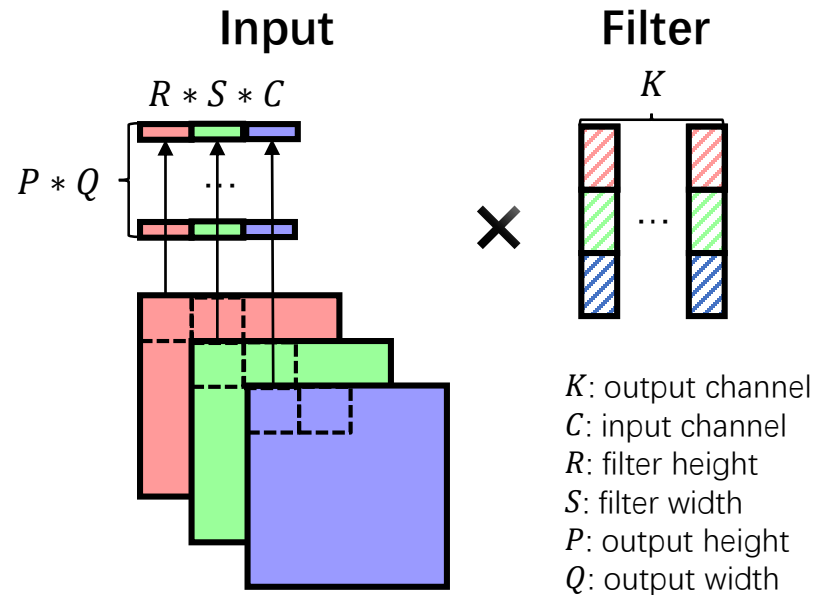 Input
Filter
R * S * C
K
P * Q
...
...
×
K: output channel
C: input channel
R: filter height
S: filter width
P: output height
Q: output width